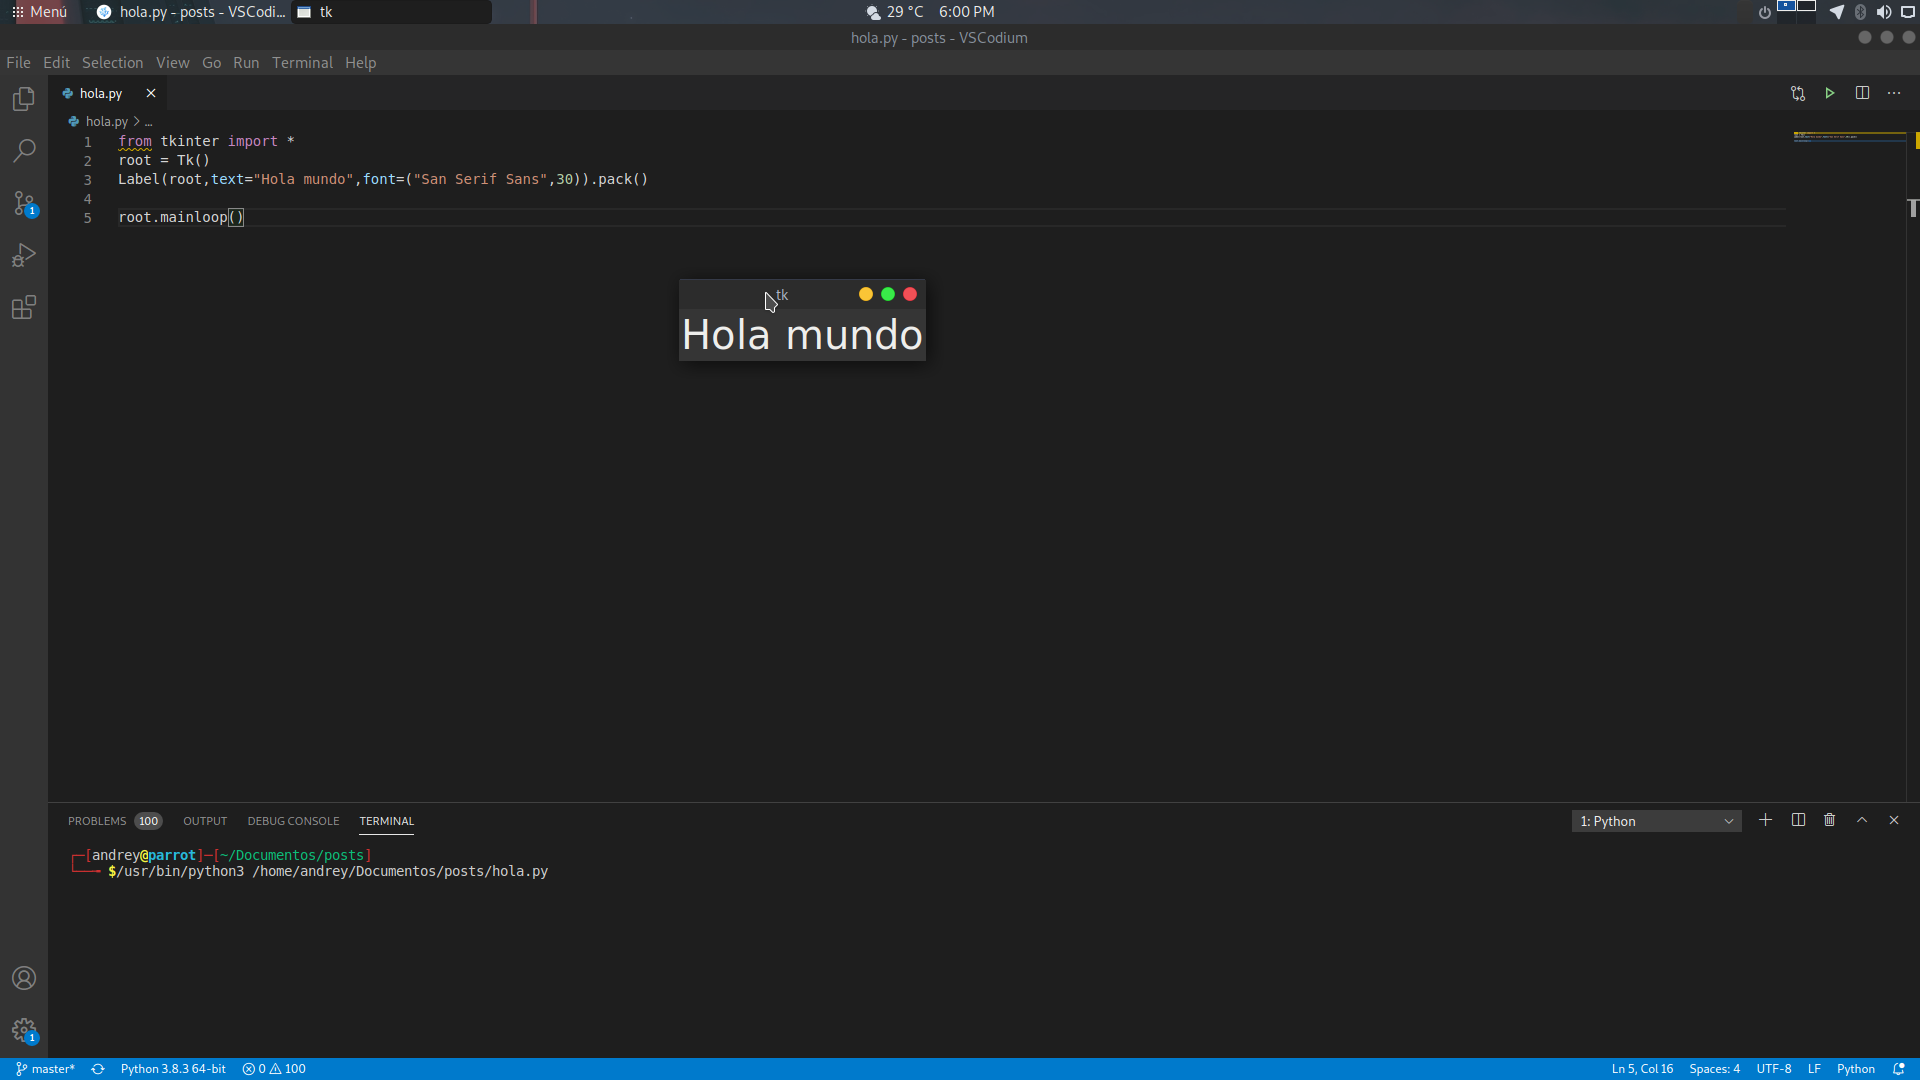 Menú hola.py - posts - VSCodi... tk 29 °C 6:00 PM
hola.py - posts - VSCodium
File Edit Selection View Go Run Terminal Help
hola.py
hola.py > ...
1 from tkinter import *
2 root = Tk()
3 Label(root,text="Hola mundo",font=("San Serif Sans",30)).pack()
4
5 root.mainloop()
tk
Hola mundo
PROBLEMS 100 OUTPUT DEBUG CONSOLE TERMINAL 1: Python
[andrey@parrot]─[~/Documentos/posts]
$/usr/bin/python3 /home/andrey/Documentos/posts/hola.py
1
1
master* Python 3.8.3 64-bit 0 100 Ln 5, Col 16 Spaces: 4 UTF-8 LF Python